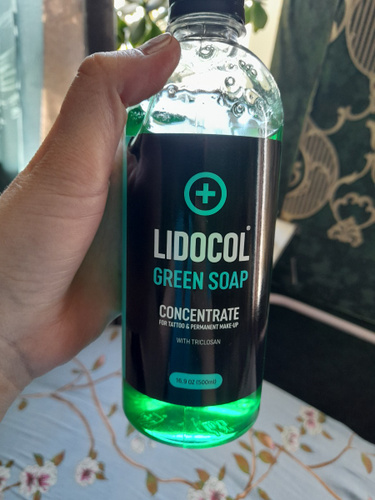 LIDOCOL®
GREEN SOAP
CONCENTRATE
FOR TATTOO & PERMANENT MAKE-UP
WITH TRICLOSAN
16.9 OZ (500ml)